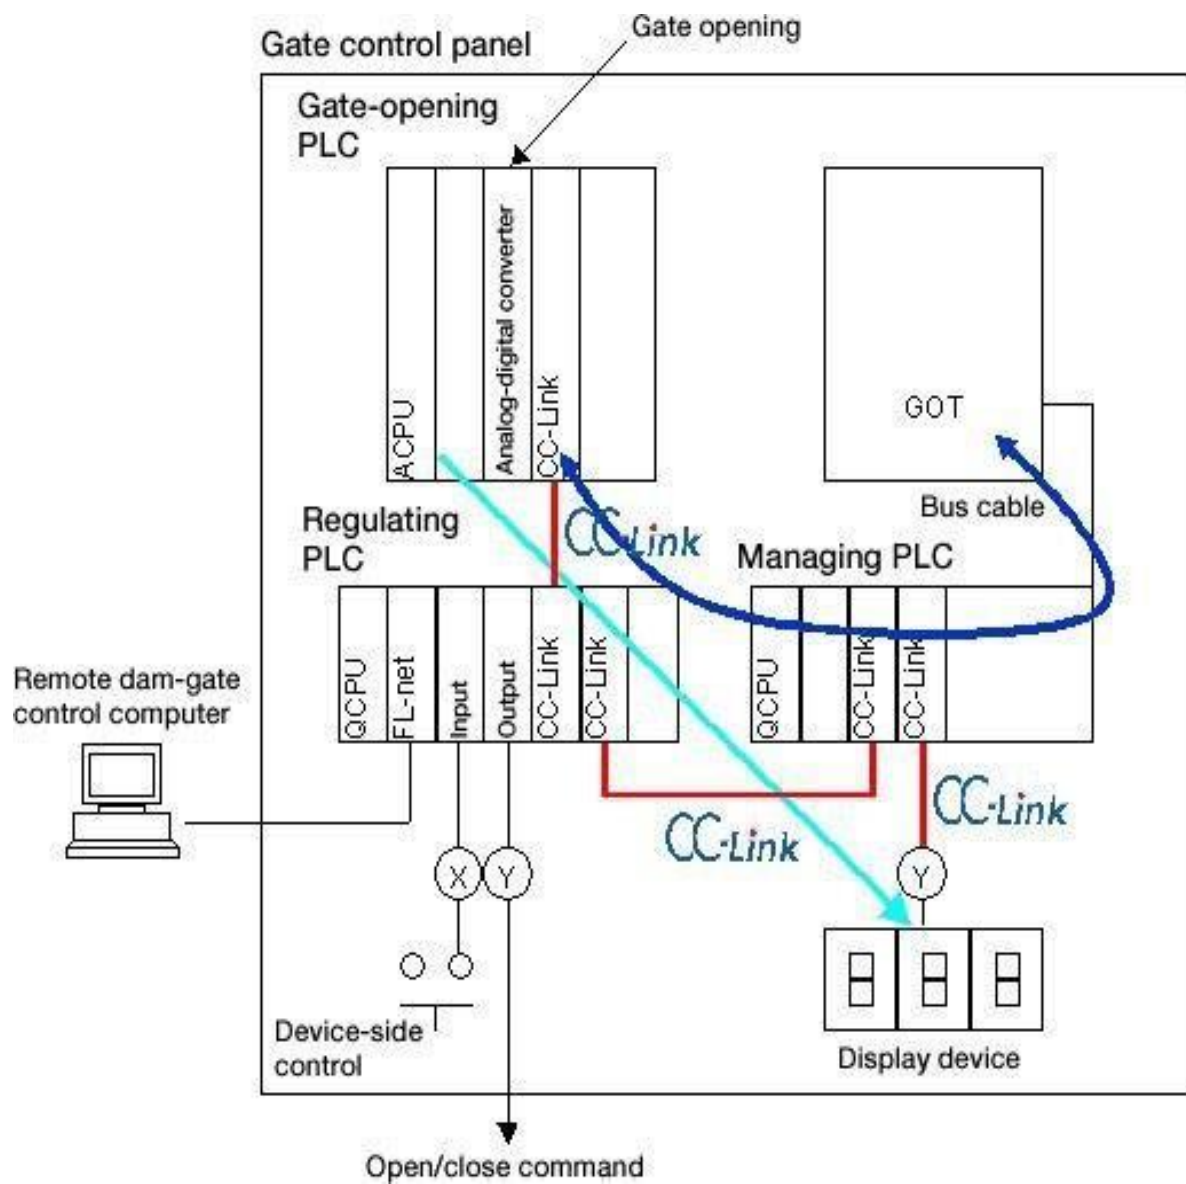 Gate opening
Gate control panel
Gate-opening
PLC
ACPU
Analog-digital converter
CC-Link
GOT
Bus cable
Regulating
PLC
CC-Link
Managing PLC
QCPU
FL-net
Input
Output
CC-Link
CC-Link
QCPU
CC-Link
CC-Link
Remote dam-gate
control computer
CC-Link
CC-Link
X
Y
Y
Device-side
control
Display device
Open/close command